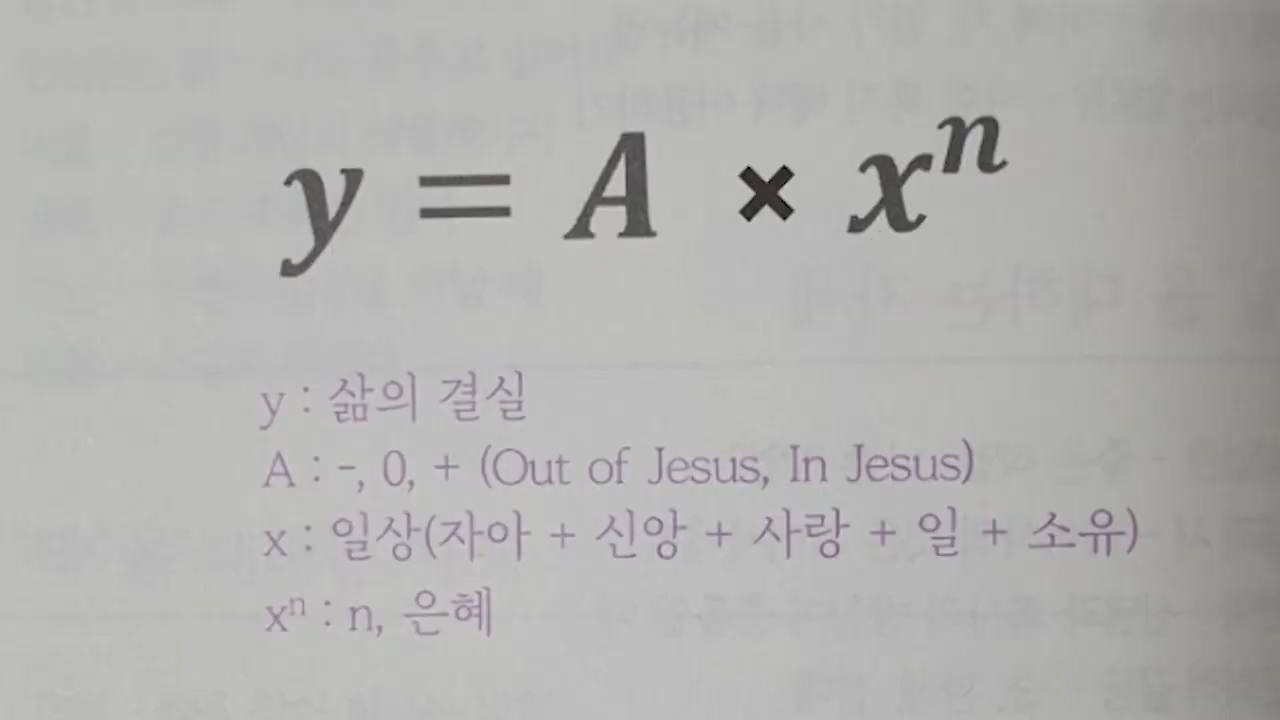 y = A × xⁿ
y : 삶의 결실
A : -, 0, + (Out of Jesus, In Jesus)
x : 일상(자아 + 신앙 + 사랑 + 일 + 소유)
xⁿ : n, 은혜